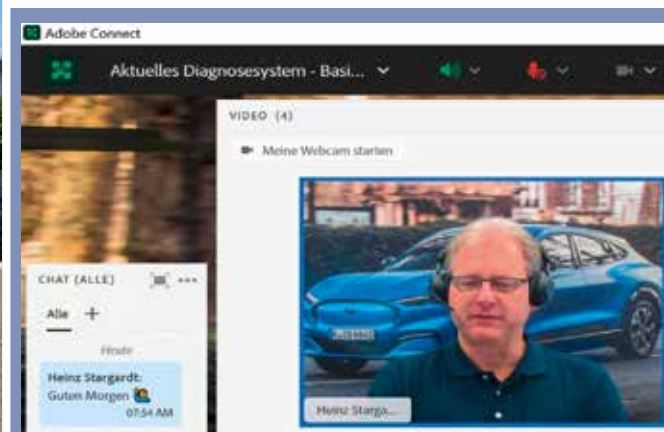 Adobe Connect
Aktuelles Diagnosesystem - Basi...
VIDEO (4)
Meine Webcam starten
CHAT (ALLE)
Alle
Heute
Heinz Stargardt:
Guten Morgen
07:54 AM
Heinz Starga...